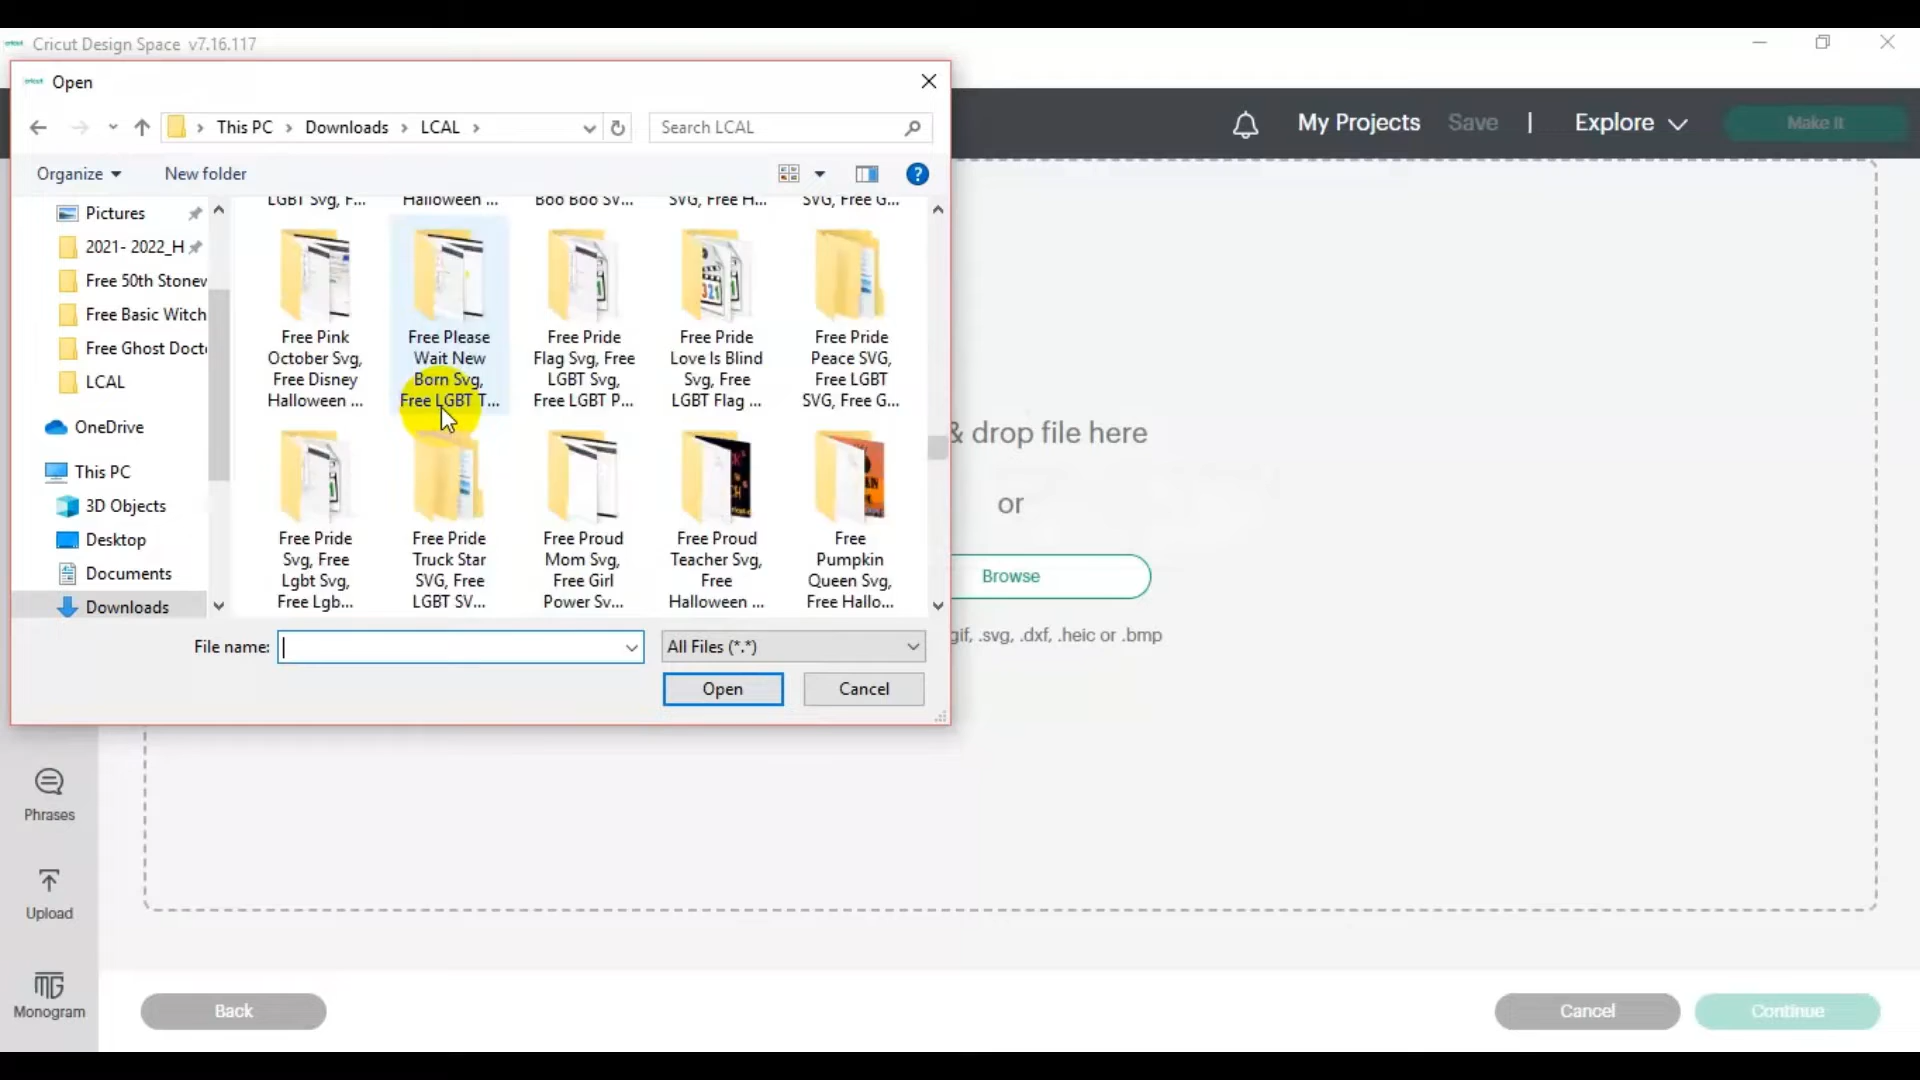 Cricut Design Space v7.16.117
Open
This PC
Downloads
LCAL
Search LCAL
My Projects
Save
|
Explore
Make It
Organize
New folder
?
Pictures
2021- 2022_H
Free 50th Stonew
Free Basic Witch
Free Ghost Docto
LCAL
OneDrive
This PC
3D Objects
Desktop
Documents
Downloads
LGBT Svg, F...
Halloween ...
Boo Boo SV...
SVG, Free H...
SVG, Free G...
Free Pink
October Svg,
Free Disney
Halloween ...
Free Please
Wait New
Born Svg,
Free LGBT T...
Free Pride
Flag Svg, Free
LGBT Svg,
Free LGBT P...
Free Pride
Love Is Blind
Svg, Free
LGBT Flag ...
Free Pride
Peace SVG,
Free LGBT
SVG, Free G...
Free Pride
Svg, Free
Lgbt Svg,
Free Lgb...
Free Pride
Truck Star
SVG, Free
LGBT SV...
Free Proud
Mom Svg,
Free Girl
Power Sv...
Free Proud
Teacher Svg,
Free
Halloween ...
Free
Pumpkin
Queen Svg,
Free Hallo...
File name:
All Files (*.*)
Open
Cancel
& drop file here
or
Browse
gif, .svg, .dxf, .heic or .bmp
Phrases
Upload
MG
Monogram
Back
Cancel
Continue